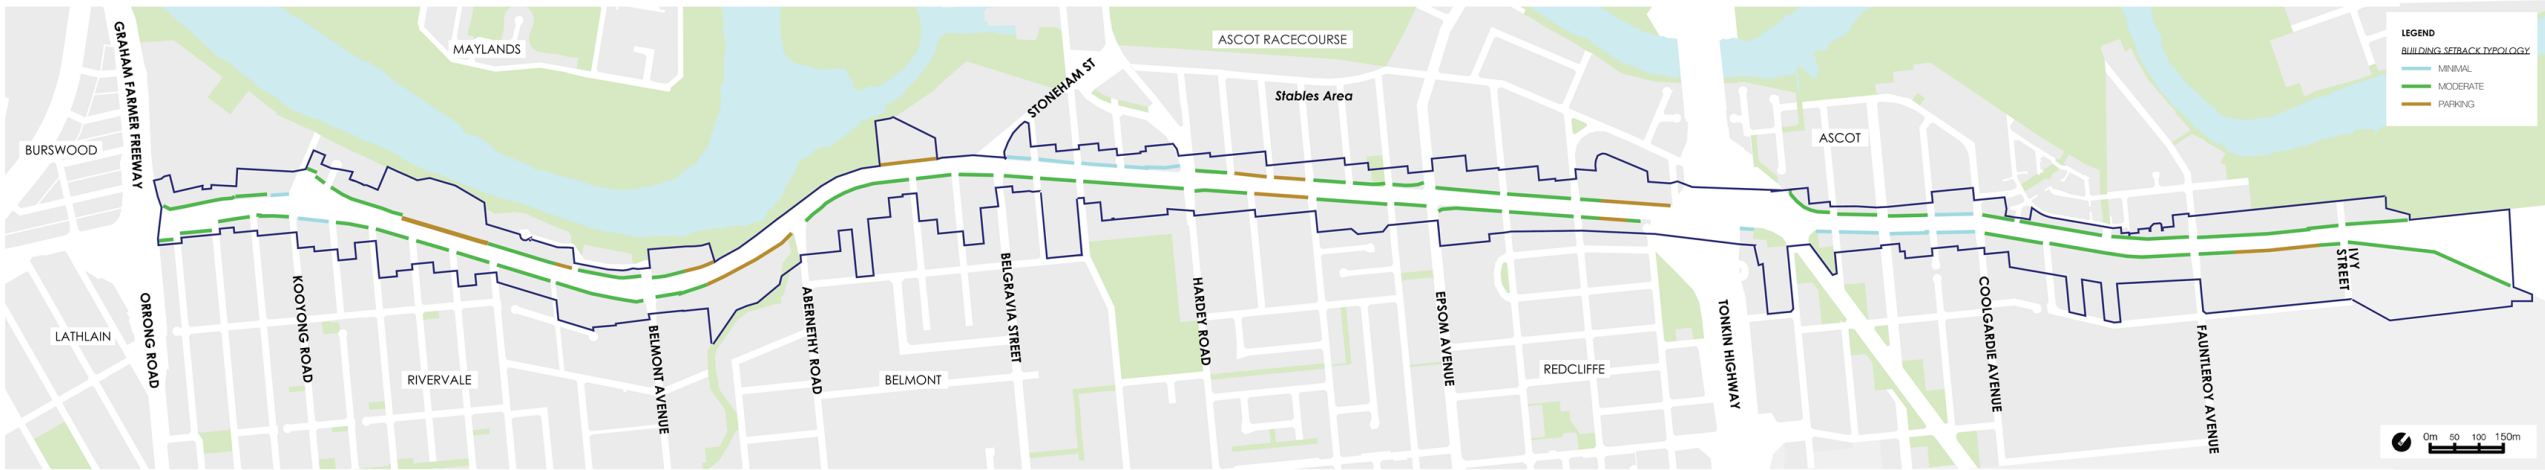 GRAHAM FARMER FREEWAY
MAYLANDS
BURSWOOD
STONEHAM ST
ASCOT RACECOURSE
Stables Area
ASCOT
LEGEND
BUILDING SETBACK TYPOLOGY
MINIMAL
MODERATE
PARKING
LATHLAIN
ORRONG ROAD
KOOYONG ROAD
RIVERVALE
BELMONT AVENUE
ABERNETHY ROAD
BELMONT
BELGRAVIA STREET
HARDEY ROAD
EPSOM AVENUE
REDCLIFFE
TONKIN HIGHWAY
COOLGARDIE AVENUE
FAUNTLEROY AVENUE
IVY
STREET
0m 50 100 150m